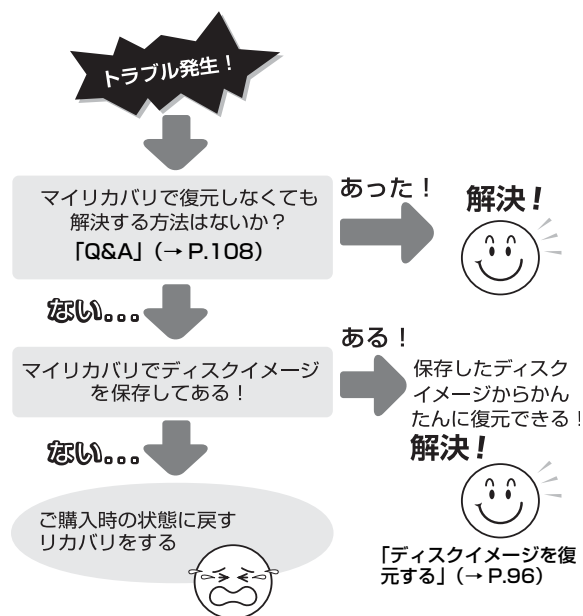 トラブル発生！
マイリカバリで復元しなくても
解決する方法はないか？
「Q&A」（→ P.108）
あった！
解決！
ない...
マイリカバリでディスクイメージ
を保存してある！
ある！
保存したディスク
イメージからかん
たんに復元できる！
解決！
「ディスクイメージを復
元する」（→ P.96）
ない...
ご購入時の状態に戻す
リカバリをする